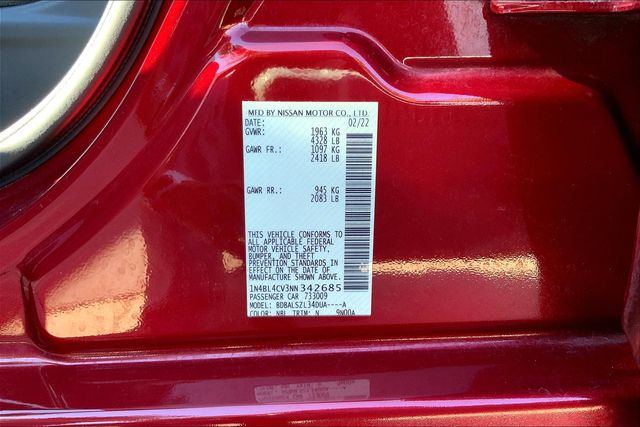 MFD BY NISSAN MOTOR CO., LTD.
DATE: 02/22
GVWR: 1963 KG
4328 LB
GAWR FR.: 1097 KG
2418 LB
GAWR RR.: 945 KG
2083 LB
THIS VEHICLE CONFORMS TO
ALL APPLICABLE FEDERAL
MOTOR VEHICLE SAFETY,
BUMPER, AND THEFT
PREVENTION STANDARDS IN
EFFECT ON THE DATE OF
MANUFACTURE SHOWN ABOVE.
1N4BL4CV3NN342685
PASSENGER CAR 733009
MODEL: BDBALSZL34DUA----A
COLOR: NBL TRIM: N 9N00A